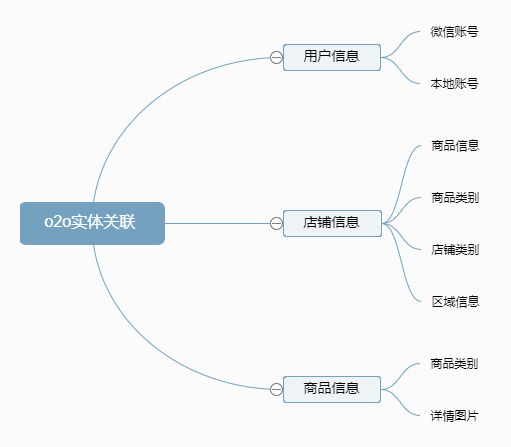 o2o实体关联
用户信息
微信账号
本地账号
店铺信息
商品信息
商品类别
店铺类别
区域信息
商品信息
商品类别
详情图片